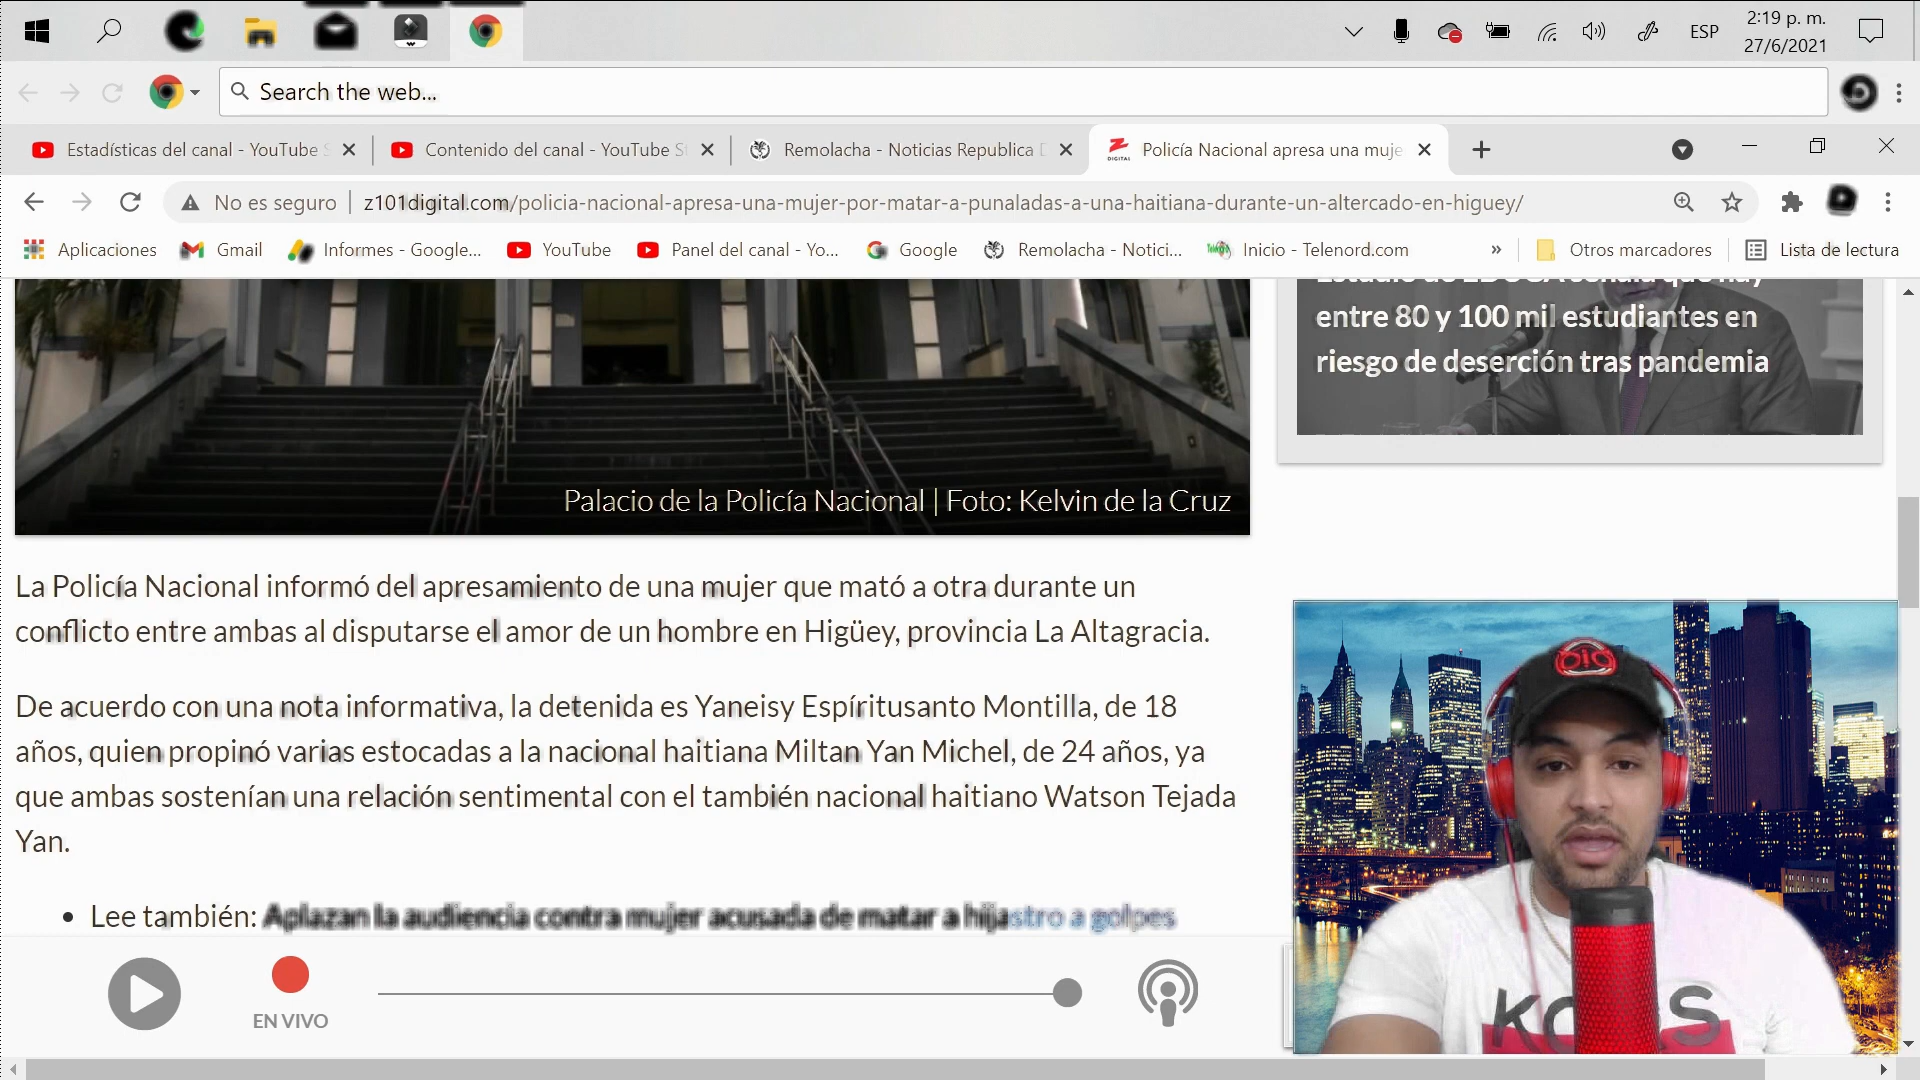 ESP
2:19 p. m.
27/6/2021
Search the web...
Estadísticas del canal - YouTube S
Contenido del canal - YouTube St
Remolacha - Noticias Republica D
Z DIGITAL
Policía Nacional apresa una muje
No es seguro | z101digital.com/policia-nacional-apresa-una-mujer-por-matar-a-punaladas-a-una-haitiana-durante-un-altercado-en-higuey/
Aplicaciones
Gmail
Informes - Google...
YouTube
Panel del canal - Yo...
Google
Remolacha - Notici...
Inicio - Telenord.com
»
Otros marcadores
Lista de lectura
entre 80 y 100 mil estudiantes en
riesgo de deserción tras pandemia
Palacio de la Policía Nacional | Foto: Kelvin de la Cruz
La Policía Nacional informó del apresamiento de una mujer que mató a otra durante un
conflicto entre ambas al disputarse el amor de un hombre en Higüey, provincia La Altagracia.
De acuerdo con una nota informativa, la detenida es Yaneisy Espíritusanto Montilla, de 18
años, quien propinó varias estocadas a la nacional haitiana Miltan Yan Michel, de 24 años, ya
que ambas sostenían una relación sentimental con el también nacional haitiano Watson Tejada
Yan.
• Lee también: Aplazan la audiencia contra mujer acusada de matar a hijastro a golpes
EN VIVO